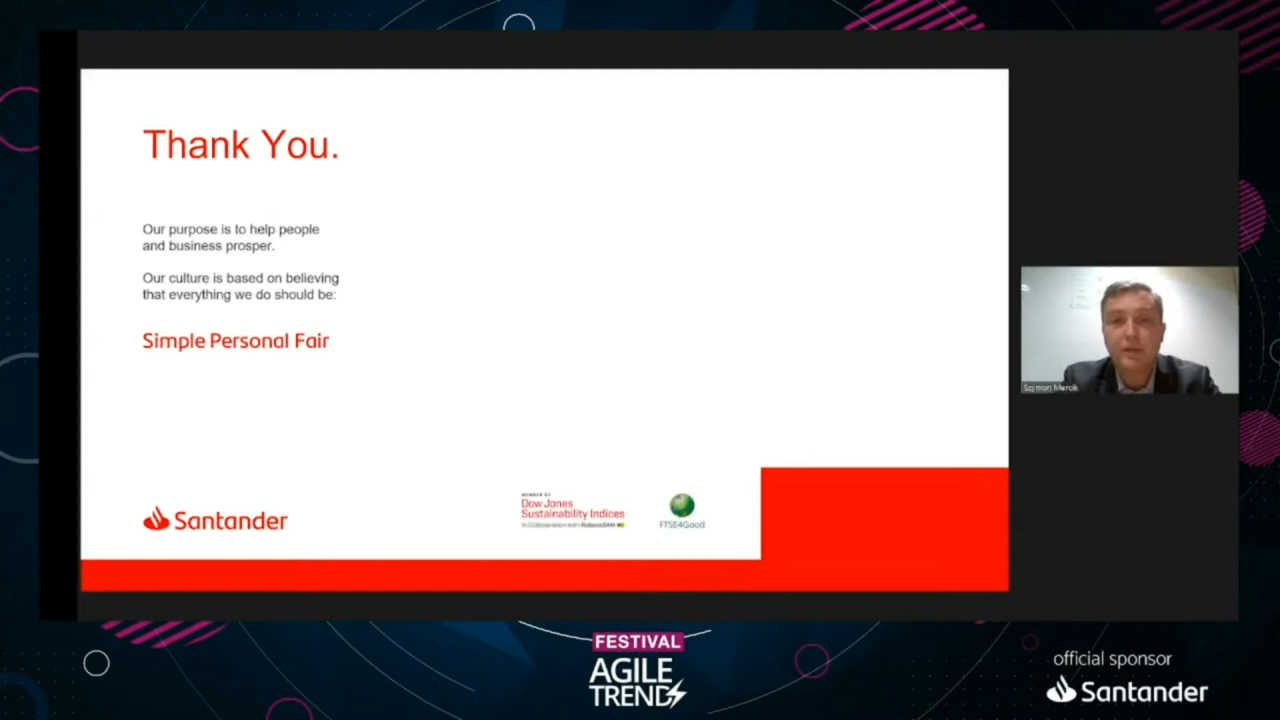 Thank You.
Our purpose is to help people
and business prosper.
Our culture is based on believing
that everything we do should be:
Simple Personal Fair
Santander
MEMBER OF
Dow Jones
Sustainability Indices
In Collaboration with RobecoSAM
FTSE4Good
Szymon
FESTIVAL
AGILE
TRENDS
official sponsor
Santander